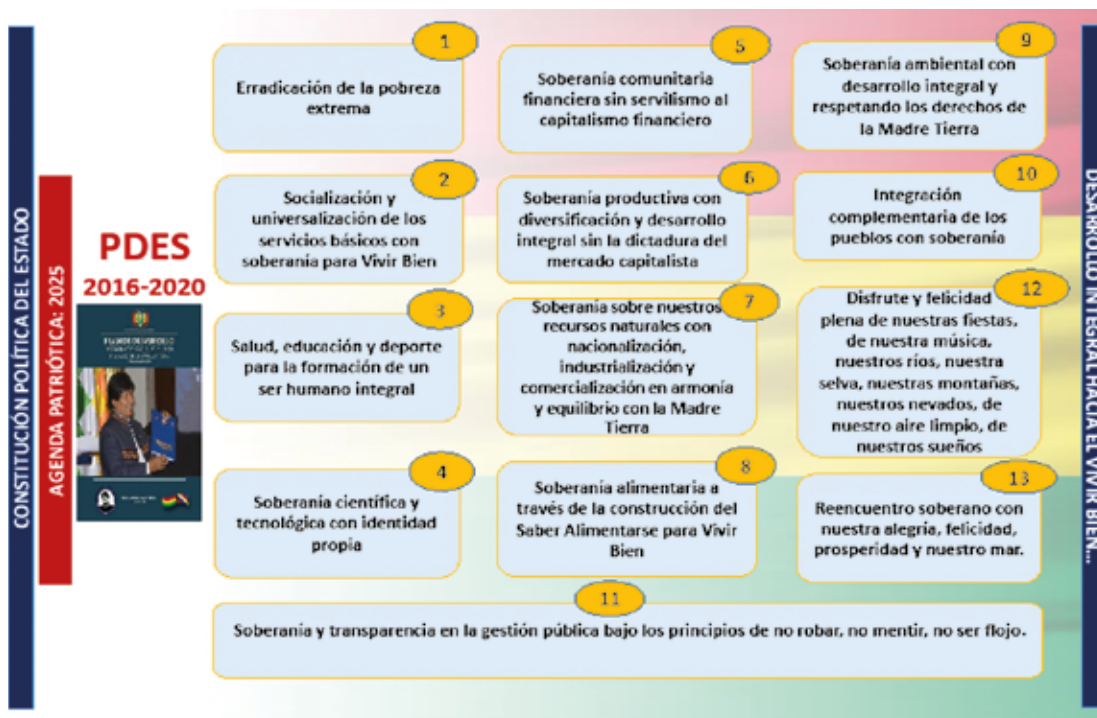 CONSTITUCIÓN POLÍTICA DEL ESTADO
AGENDA PATRIÓTICA: 2025
PDES
2016-2020
1
Erradicación de la pobreza
extrema
2
Socialización y
universalización de los
servicios básicos con
soberanía para Vivir Bien
3
Salud, educación y deporte
para la formación de un
ser humano integral
4
Soberanía científica y
tecnológica con identidad
propia
5
Soberanía comunitaria
financiera sin servilismo al
capitalismo financiero
6
Soberanía productiva con
diversificación y desarrollo
integral sin la dictadura del
mercado capitalista
7
Soberanía sobre nuestros
recursos naturales con
nacionalización,
industrialización y
comercialización en armonía
y equilibrio con la Madre
Tierra
8
Soberanía alimentaria a
través de la construcción del
Saber Alimentarse para Vivir
Bien
9
Soberanía ambiental con
desarrollo integral y
respetando los derechos de
la Madre Tierra
10
Integración
complementaria de los
pueblos con soberanía
12
Disfrute y felicidad
plena de nuestras fiestas,
de nuestra música,
nuestros ríos, nuestra
selva, nuestras montañas,
nuestros nevados, de
nuestro aire limpio, de
nuestros sueños
13
Reencuentro soberano con
nuestra alegría, felicidad,
prosperidad y nuestro mar.
11
Soberanía y transparencia en la gestión pública bajo los principios de no robar, no mentir, no ser flojo.
DESARROLLO INTEGRAL HACIA EL VIVIR BIEN...